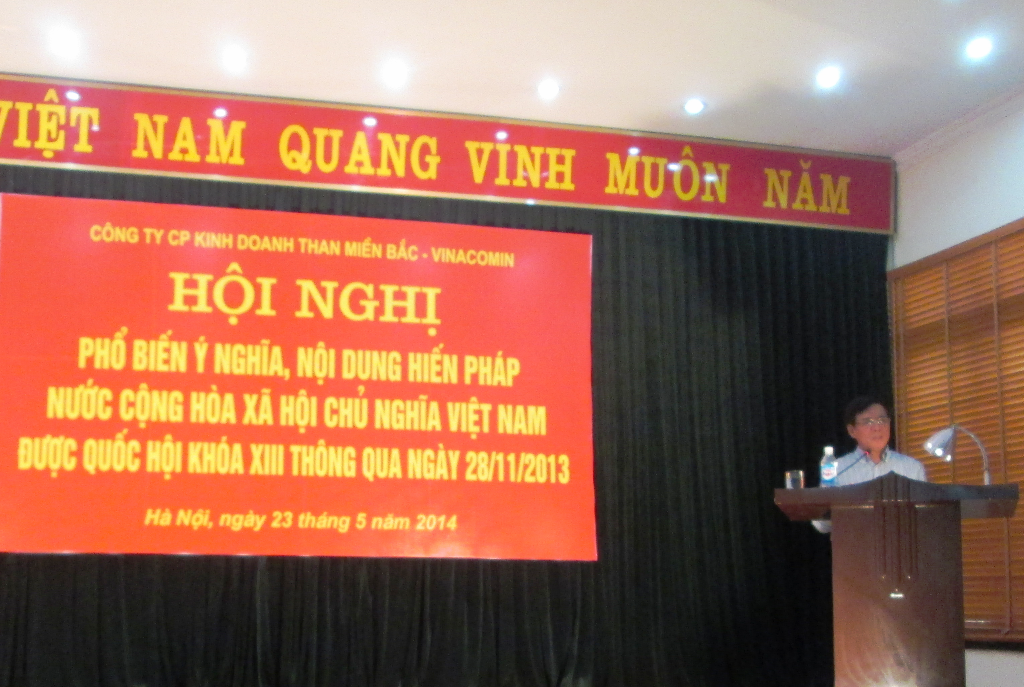 VIỆT NAM QUANG VINH MUÔN NĂM
CÔNG TY CP KINH DOANH THAN MIỀN BẮC - VINACOMIN
HỘI NGHỊ
PHỔ BIẾN Ý NGHĨA, NỘI DUNG HIẾN PHÁP
NƯỚC CỘNG HÒA XÃ HỘI CHỦ NGHĨA VIỆT NAM
ĐƯỢC QUỐC HỘI KHÓA XIII THÔNG QUA NGÀY 28/11/2013
Hà Nội, ngày 23 tháng 5 năm 2014